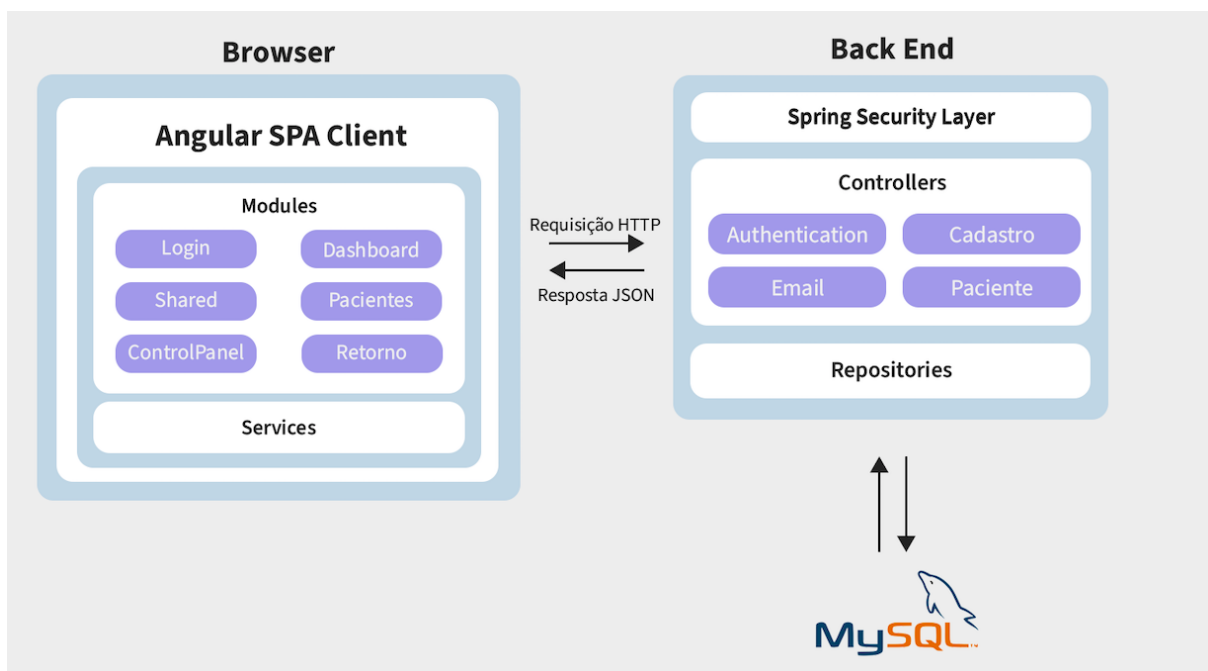 Browser
Angular SPA Client
Modules
Login
Dashboard
Shared
Pacientes
ControlPanel
Retorno
Services
Requisição HTTP
Resposta JSON
Back End
Spring Security Layer
Controllers
Authentication
Cadastro
Email
Paciente
Repositories
MySQL™